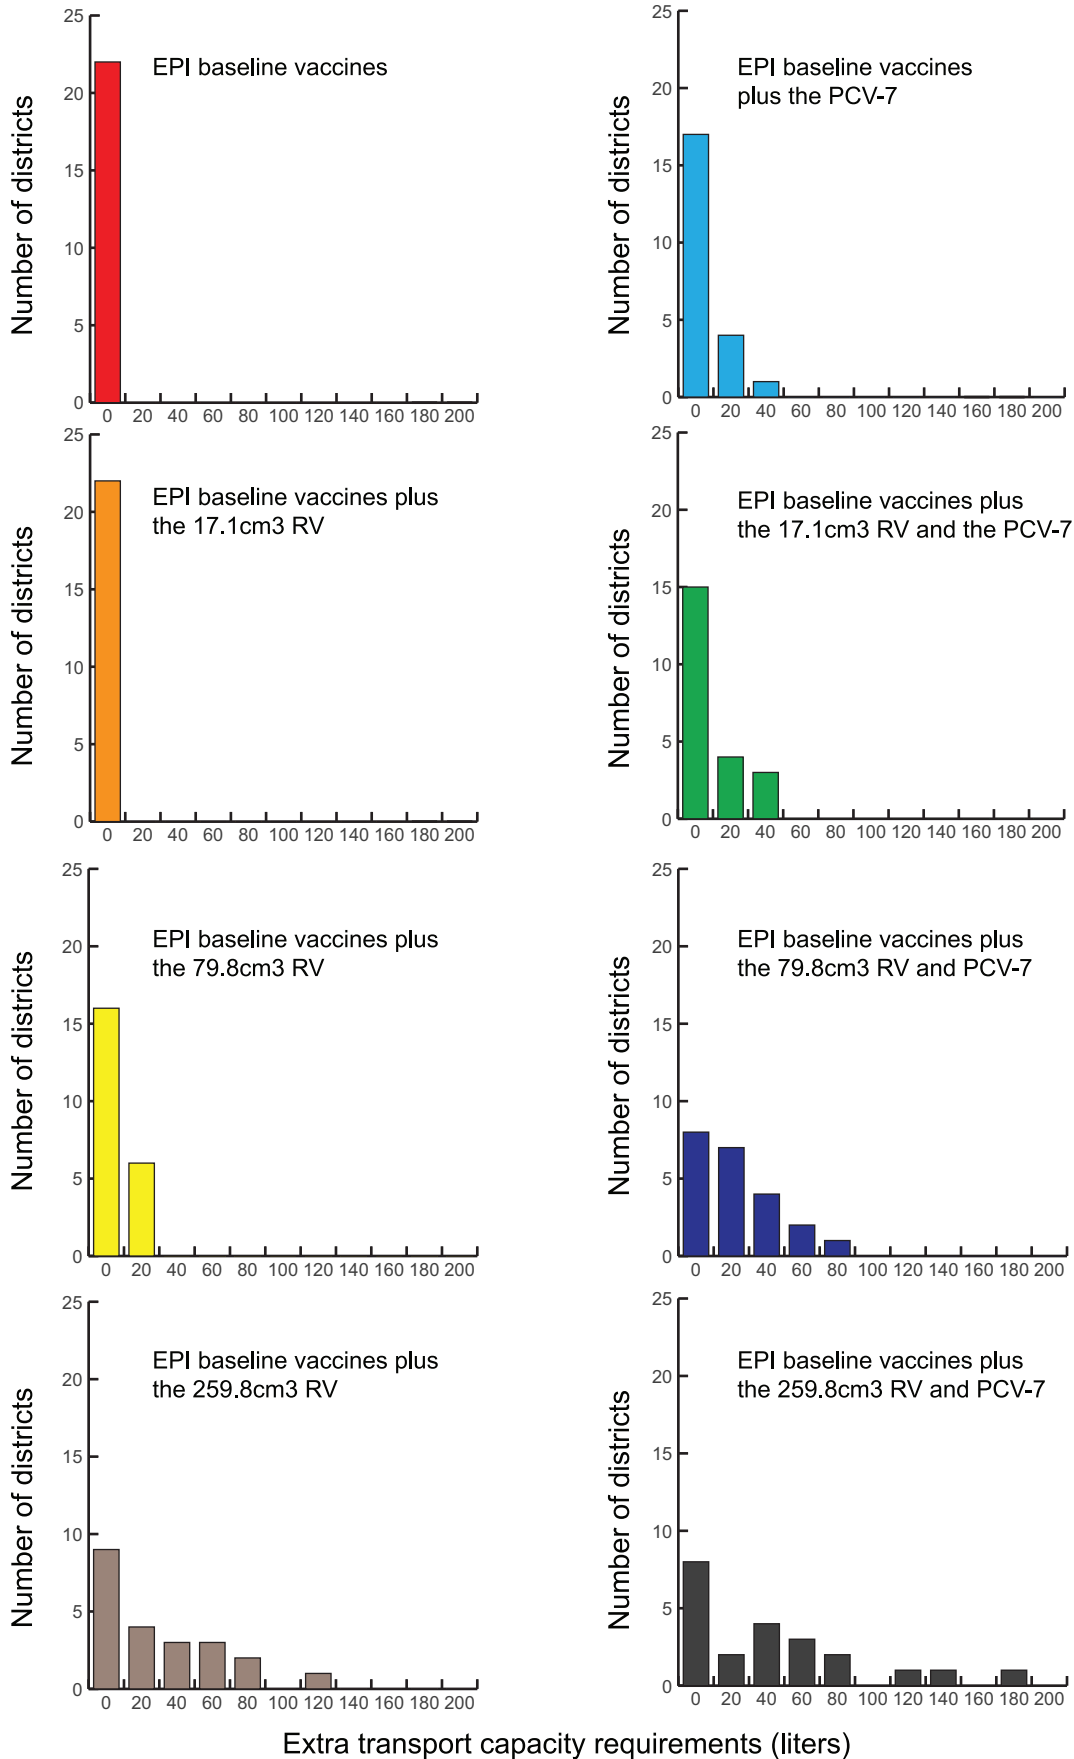 25
20
15
10
5
0
Number of districts
EPI baseline vaccines
0 20 40 60 80 100 120 140 160 180 200
25
20
15
10
5
0
Number of districts
EPI baseline vaccines
plus the PCV-7
0 20 40 60 80 100 120 140 160 180 200
25
20
15
10
5
0
Number of districts
EPI baseline vaccines plus
the 17.1cm3 RV
0 20 40 60 80 100 120 140 160 180 200
25
20
15
10
5
0
Number of districts
EPI baseline vaccines plus
the 17.1cm3 RV and the PCV-7
0 20 40 60 80 100 120 140 160 180 200
25
20
15
10
5
0
Number of districts
EPI baseline vaccines plus
the 79.8cm3 RV
0 20 40 60 80 100 120 140 160 180 200
25
20
15
10
5
0
Number of districts
EPI baseline vaccines plus
the 79.8cm3 RV and PCV-7
0 20 40 60 80 100 120 140 160 180 200
25
20
15
10
5
0
Number of districts
EPI baseline vaccines plus
the 259.8cm3 RV
0 20 40 60 80 100 120 140 160 180 200
25
20
15
10
5
0
Number of districts
EPI baseline vaccines plus
the 259.8cm3 RV and PCV-7
0 20 40 60 80 100 120 140 160 180 200
Extra transport capacity requirements (liters)